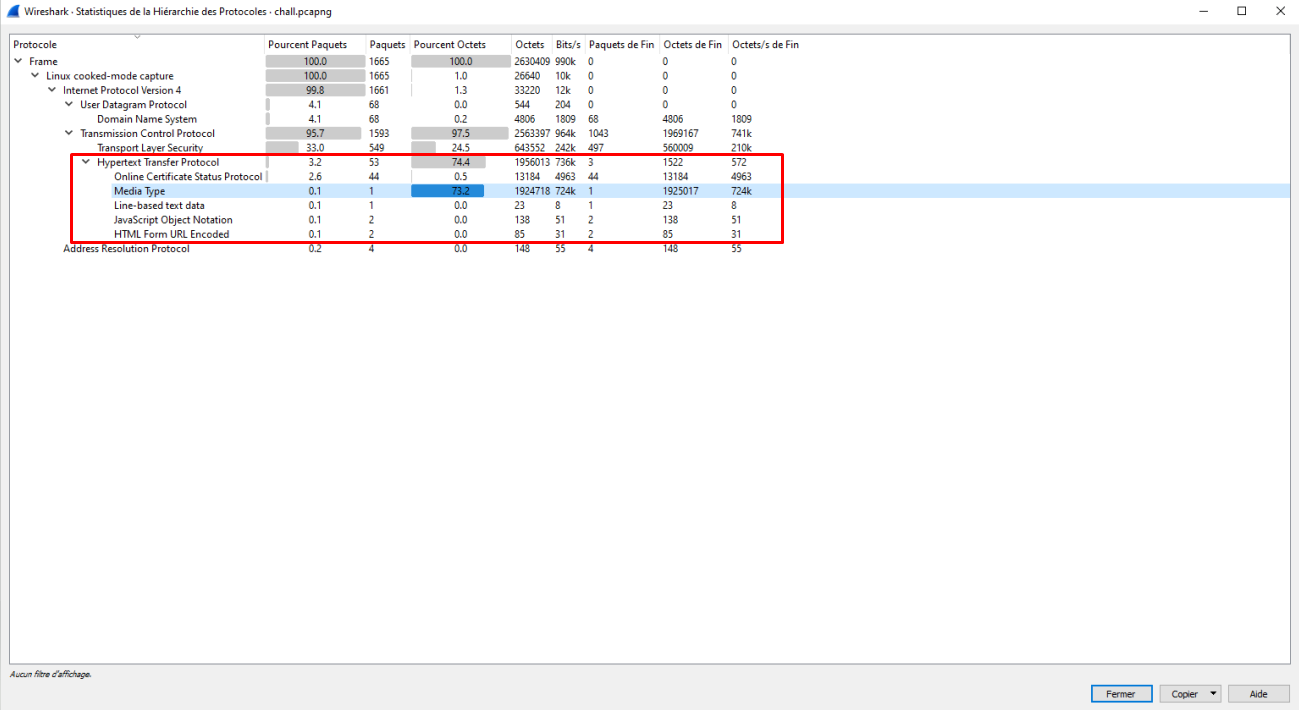 Wireshark · Statistiques de la Hiérarchie des Protocoles · chall.pcapng
Protocole Pourcent Paquets Paquets Pourcent Octets Octets Bits/s Paquets de Fin Octets de Fin Octets/s de Fin
Frame 100.0 1665 100.0 2630409 990k 0 0 0
Linux cooked-mode capture 100.0 1665 1.0 26640 10k 0 0 0
Internet Protocol Version 4 99.8 1661 1.3 33220 12k 0 0 0
User Datagram Protocol 4.1 68 0.0 544 204 0 0 0
Domain Name System 4.1 68 0.2 4806 1809 68 4806 1809
Transmission Control Protocol 95.7 1593 97.5 2563397 964k 1043 1969167 741k
Transport Layer Security 33.0 549 24.5 643552 242k 497 560009 210k
Hypertext Transfer Protocol 3.2 53 74.4 1956013 736k 3 1522 572
Online Certificate Status Protocol 2.6 44 0.5 13184 4963 44 13184 4963
Media Type 0.1 1 73.2 1924718 724k 1 1925017 724k
Line-based text data 0.1 1 0.0 23 8 1 23 8
JavaScript Object Notation 0.1 2 0.0 138 51 2 138 51
HTML Form URL Encoded 0.1 2 0.0 85 31 2 85 31
Address Resolution Protocol 0.2 4 0.0 148 55 4 148 55
Aucun filtre d'affichage.
Fermer Copier Aide